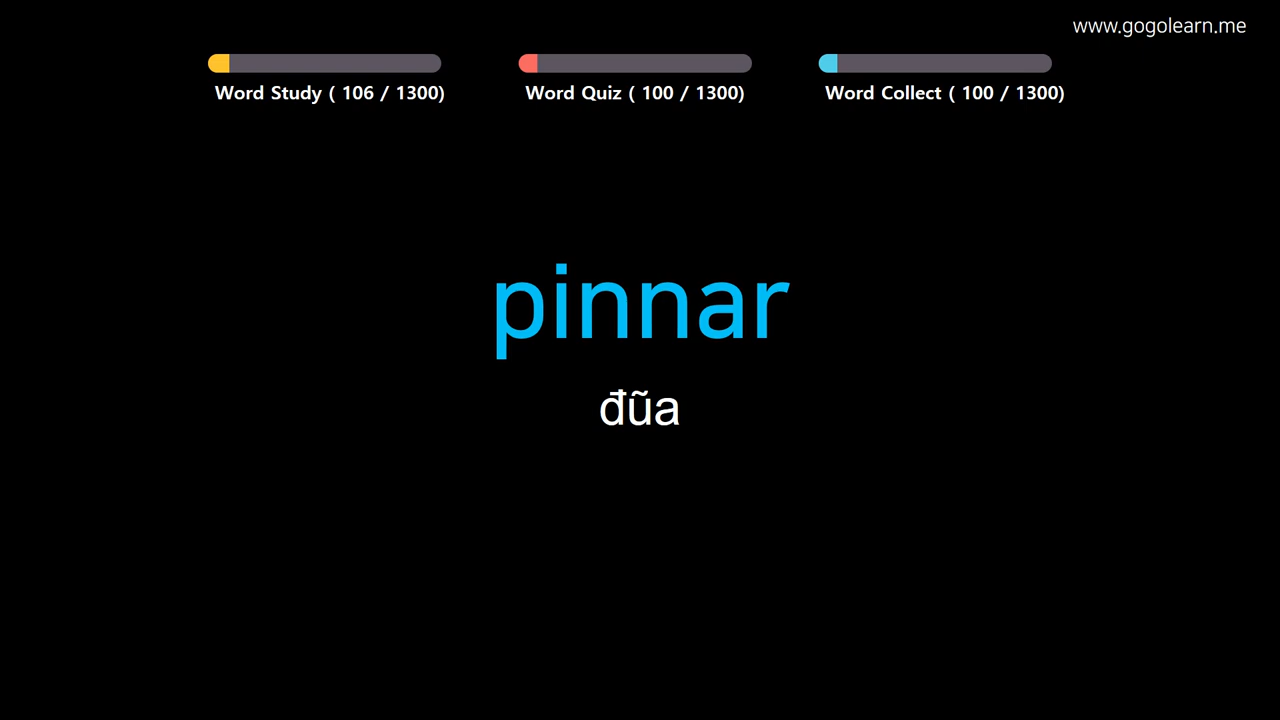 www.gogolearn.me
Word Study ( 106 / 1300)
Word Quiz ( 100 / 1300)
Word Collect ( 100 / 1300)
pinnar
đũa